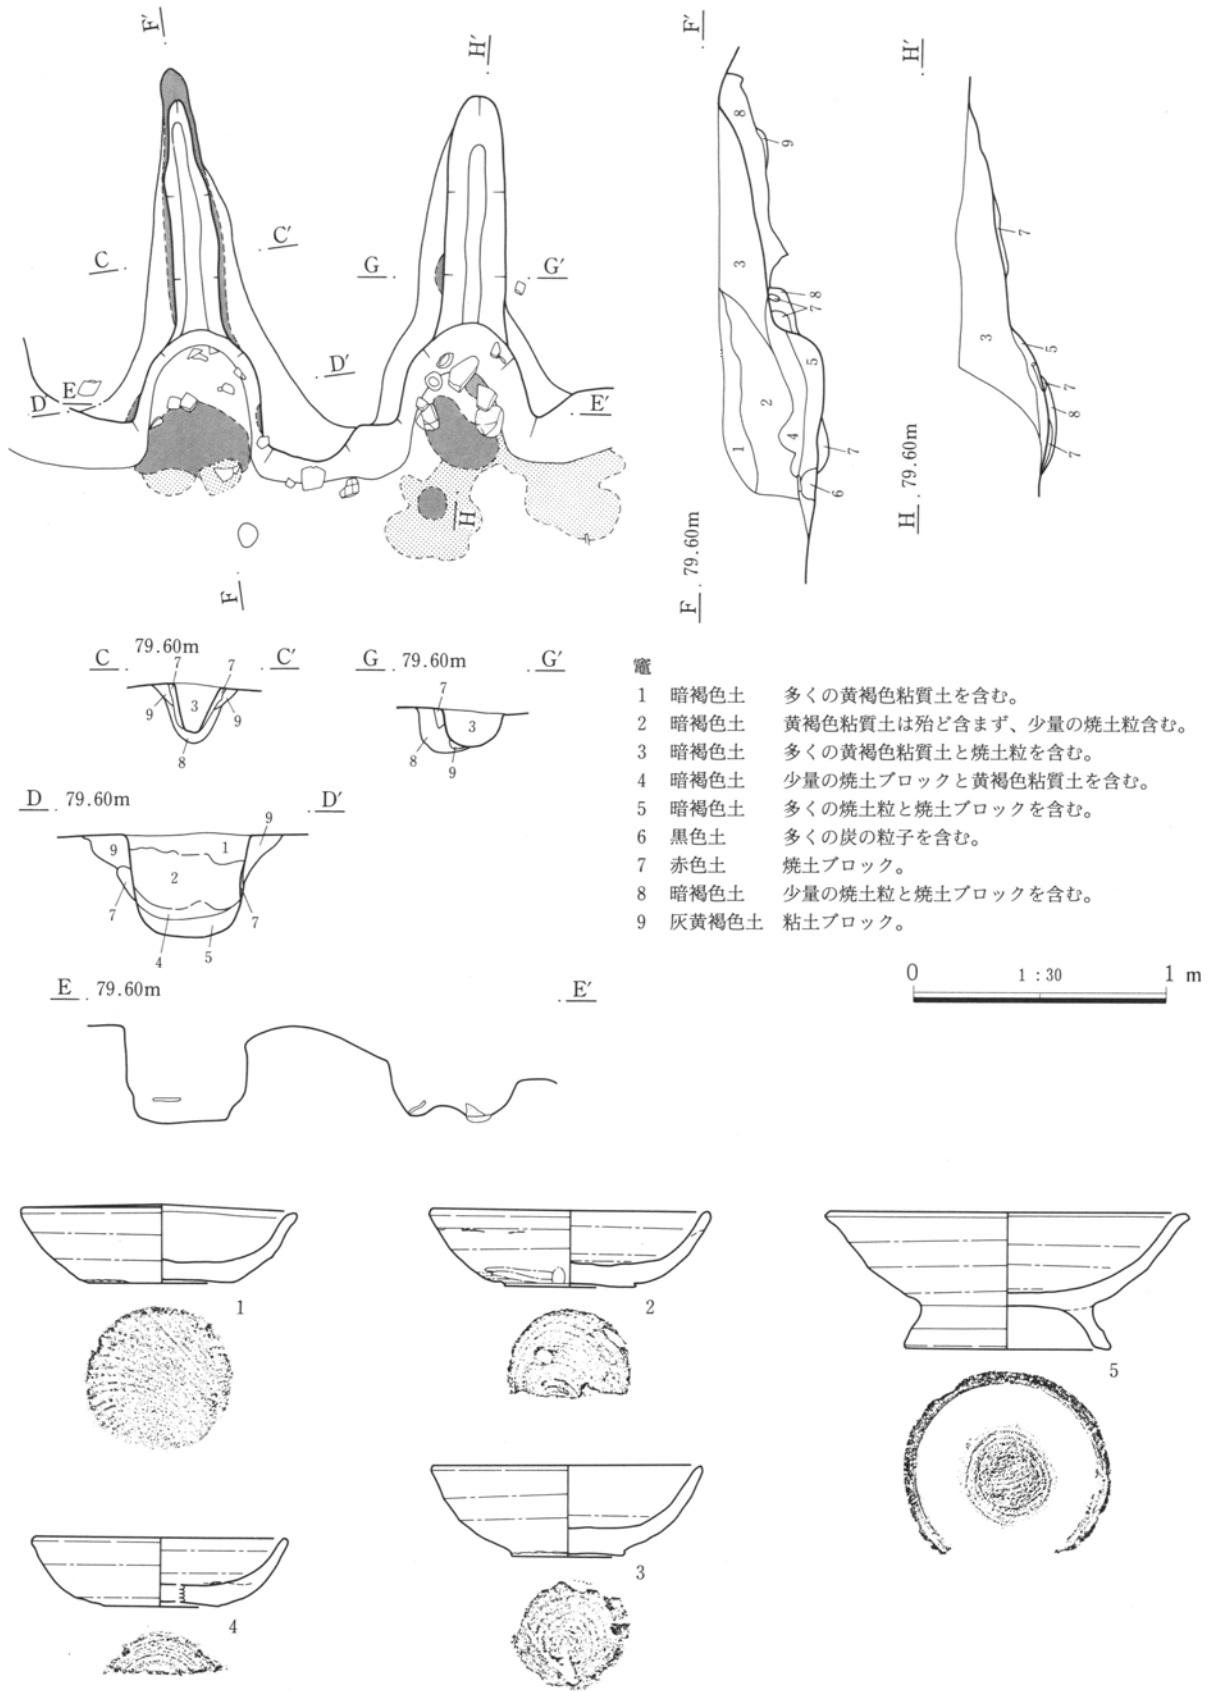 F′
H′
F′
H′
C
C′
G
G′
D′
D
E
E′
H
F
8
9
3
8
7
2
5
1
4
7
6
F 79.60m
7
3
5
7
8
7
H 79.60m
C 79.60m C′
7 7
3
9 9
8
G 79.60m G′
7
3
8
9
D 79.60m D′
9
9 1
2
7 7
4 5
E 79.60m E′
竈
1 暗褐色土 多くの黄褐色粘質土を含む。
2 暗褐色土 黄褐色粘質土は殆ど含まず、少量の焼土粒含む。
3 暗褐色土 多くの黄褐色粘質土と焼土粒を含む。
4 暗褐色土 少量の焼土ブロックと黄褐色粘質土を含む。
5 暗褐色土 多くの焼土粒と焼土ブロックを含む。
6 黒色土 多くの炭の粒子を含む。
7 赤色土 焼土ブロック。
8 暗褐色土 少量の焼土粒と焼土ブロックを含む。
9 灰黄褐色土 粘土ブロック。
0 1:30 1 m
1
2
5
3
4